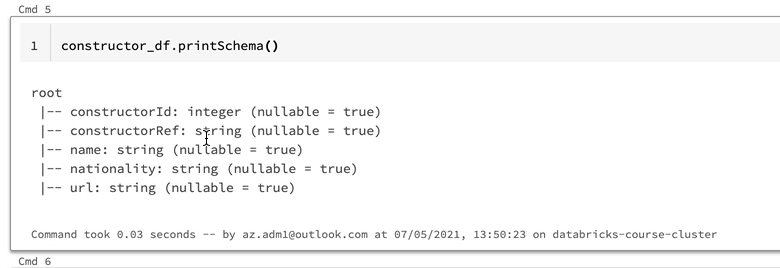 Cmd 5
1 constructor_df.printSchema()
root
|-- constructorId: integer (nullable = true)
|-- constructorRef: string (nullable = true)
|-- name: string (nullable = true)
|-- nationality: string (nullable = true)
|-- url: string (nullable = true)
Command took 0.03 seconds -- by az.adm1@outlook.com at 07/05/2021, 13:50:23 on databricks-course-cluster
Cmd 6